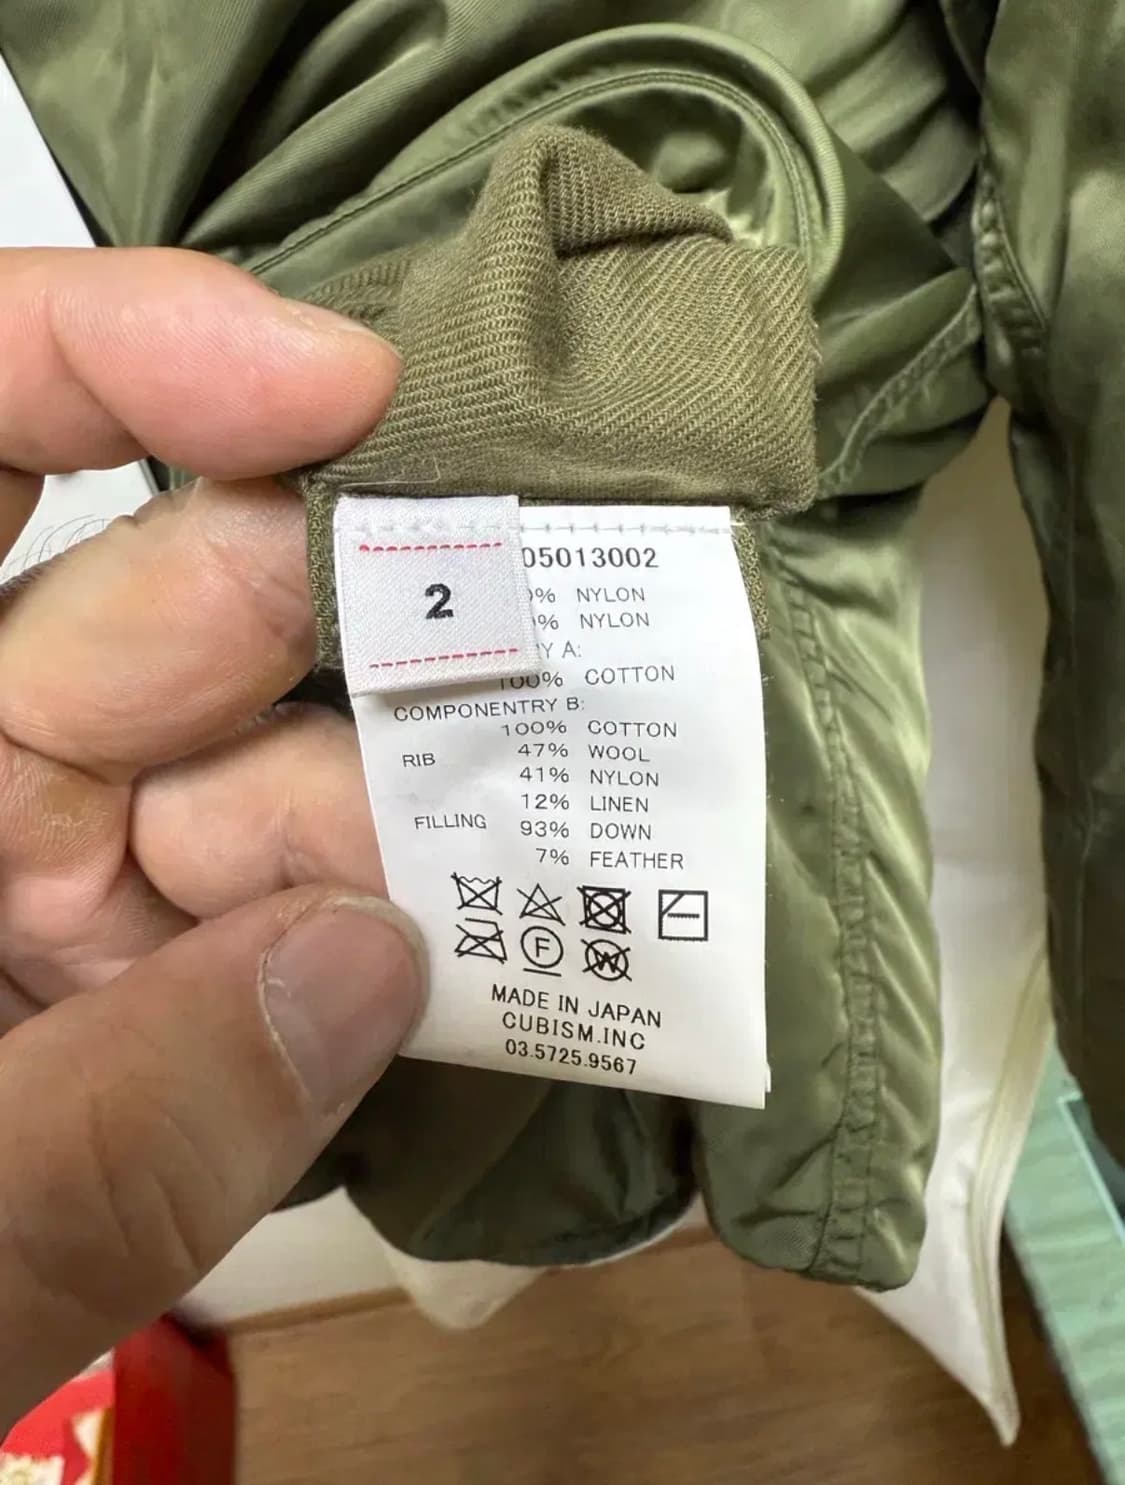 2
05013002
% NYLON
% NYLON
Y A:
100% COTTON
COMPONENTRY B:
100% COTTON
RIB 47% WOOL
41% NYLON
12% LINEN
FILLING 93% DOWN
7% FEATHER
F
W
MADE IN JAPAN
CUBISM.INC
03.5725.9567